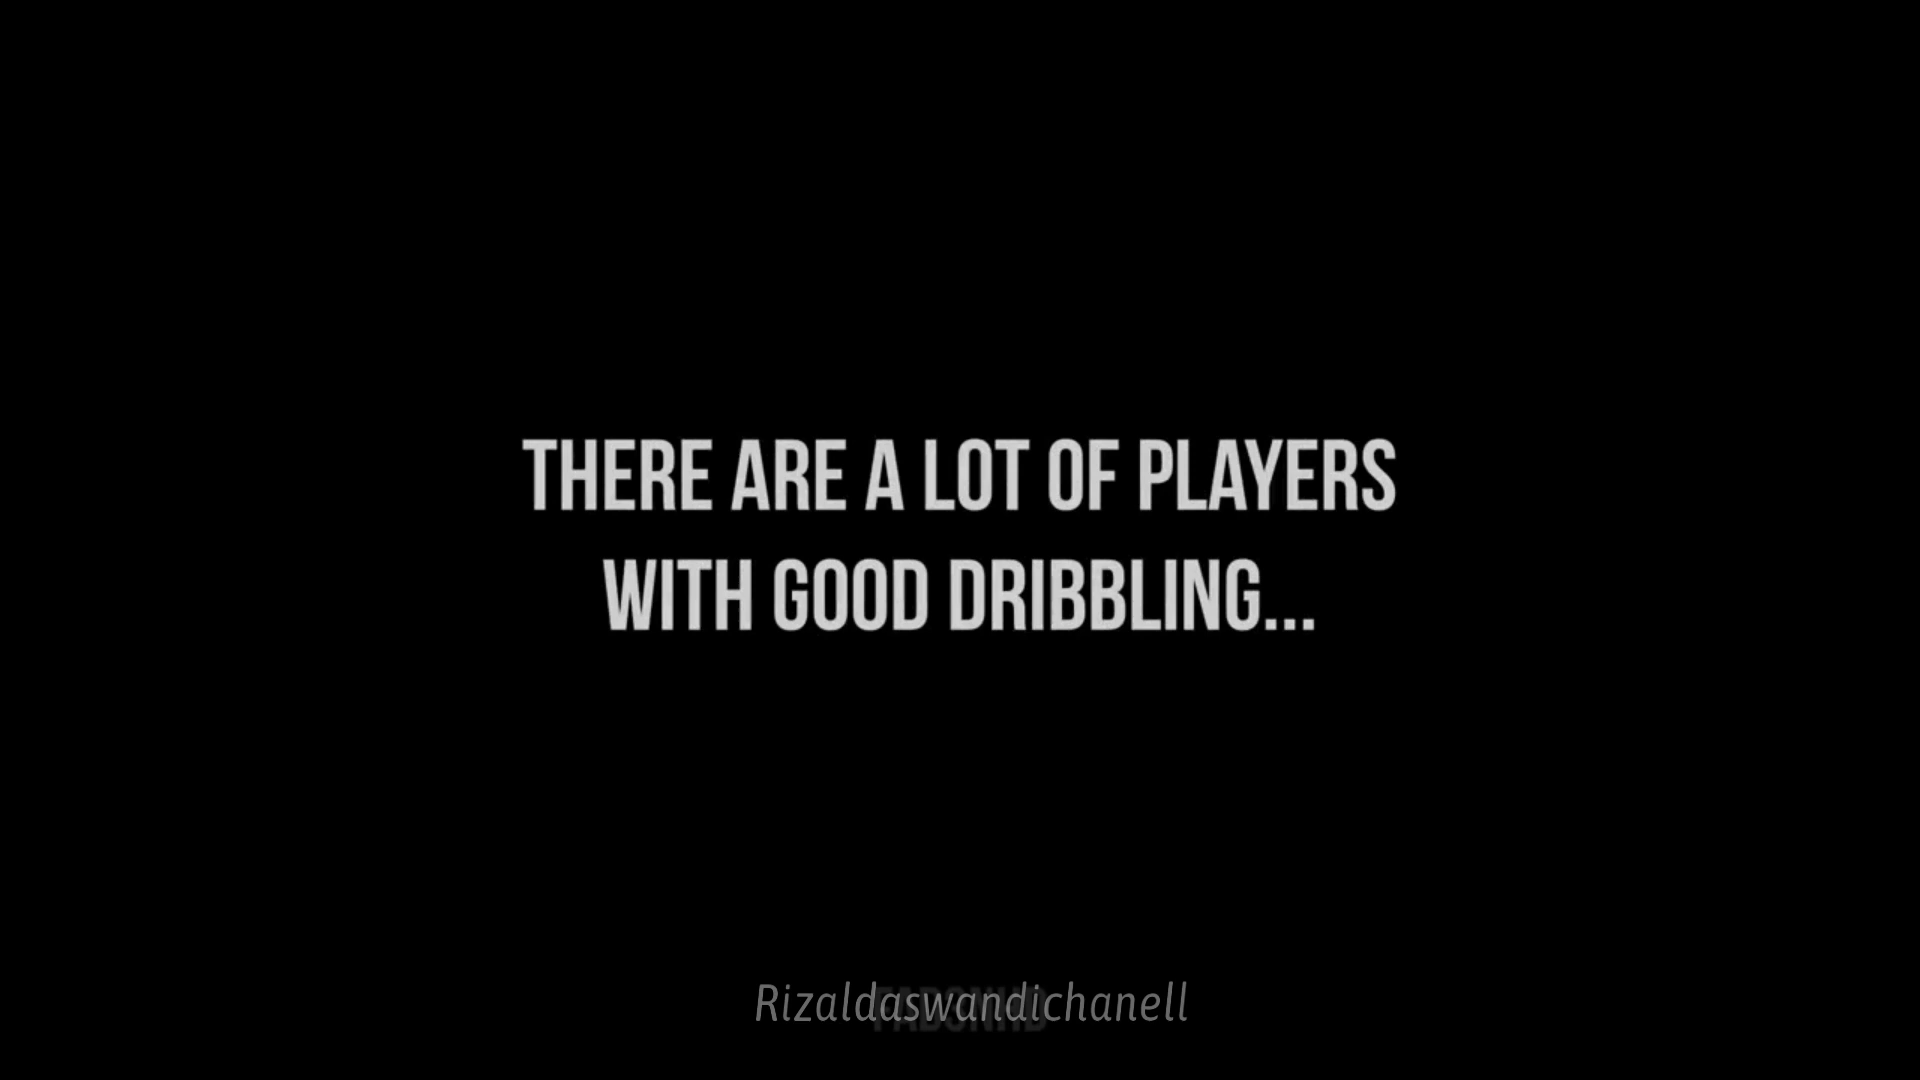 THERE ARE A LOT OF PLAYERS
WITH GOOD DRIBBLING...
Rizaldaswandichanell